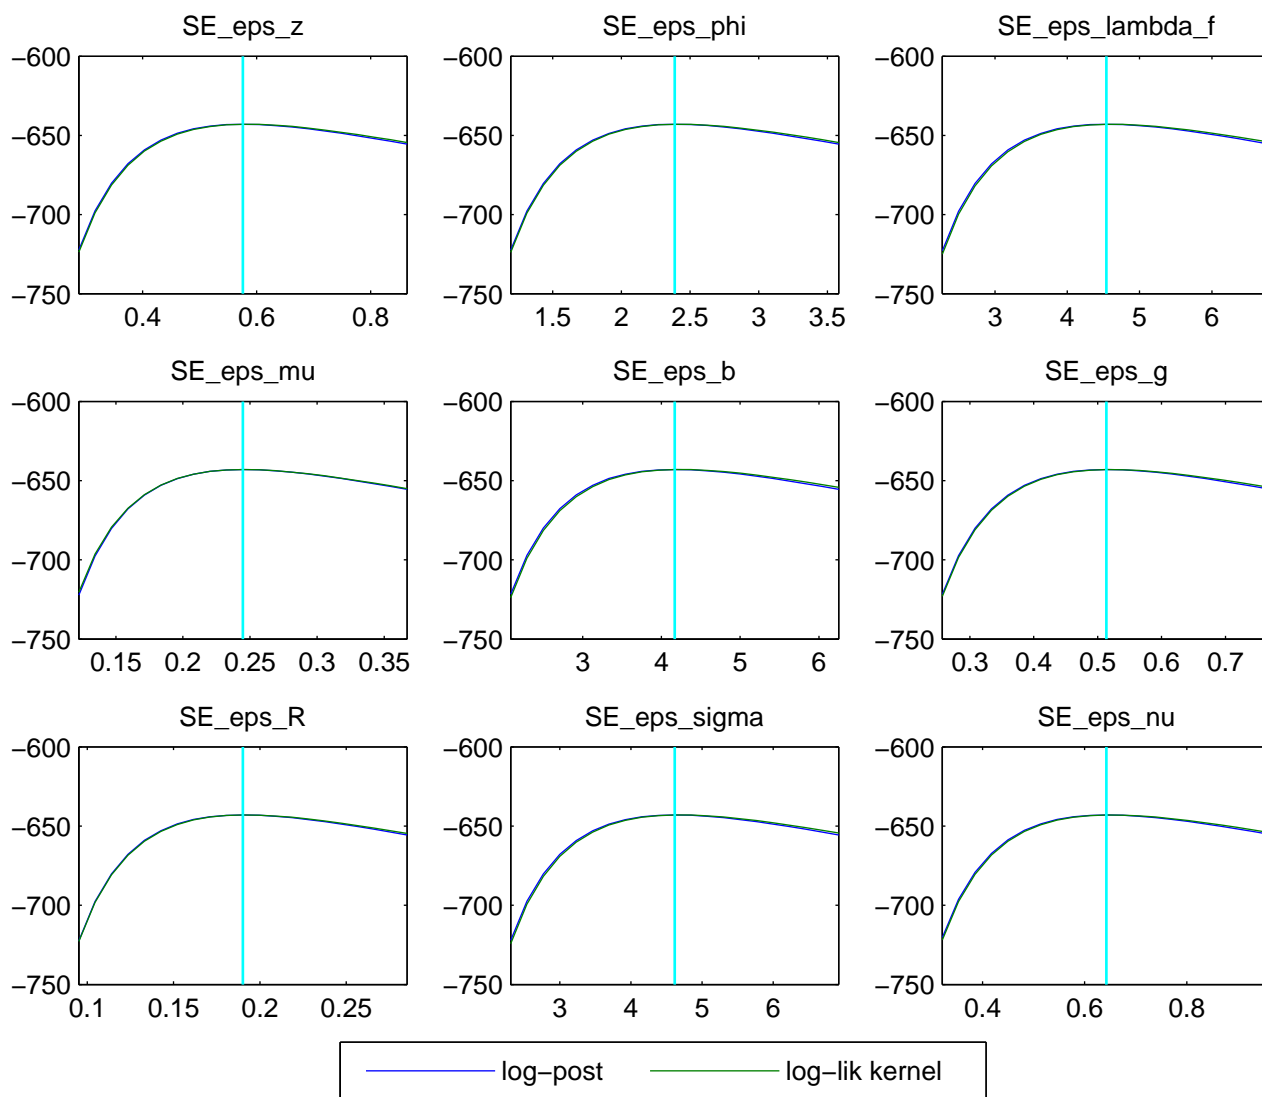 SE_eps_z SE_eps_phi SE_eps_lambda_f
−600 −600 −600
−650 −650 −650
−700 −700 −700
−750 −750 −750
0.4 0.6 0.8 1.5 2 2.5 3 3.5 3 4 5 6
SE_eps_mu SE_eps_b SE_eps_g
−600 −600 −600
−650 −650 −650
−700 −700 −700
−750 −750 −750
0.15 0.2 0.25 0.3 0.35 3 4 5 6 0.3 0.4 0.5 0.6 0.7
SE_eps_R SE_eps_sigma SE_eps_nu
−600 −600 −600
−650 −650 −650
−700 −700 −700
−750 −750 −750
0.1 0.15 0.2 0.25 3 4 5 6 0.4 0.6 0.8
log−post log−lik kernel